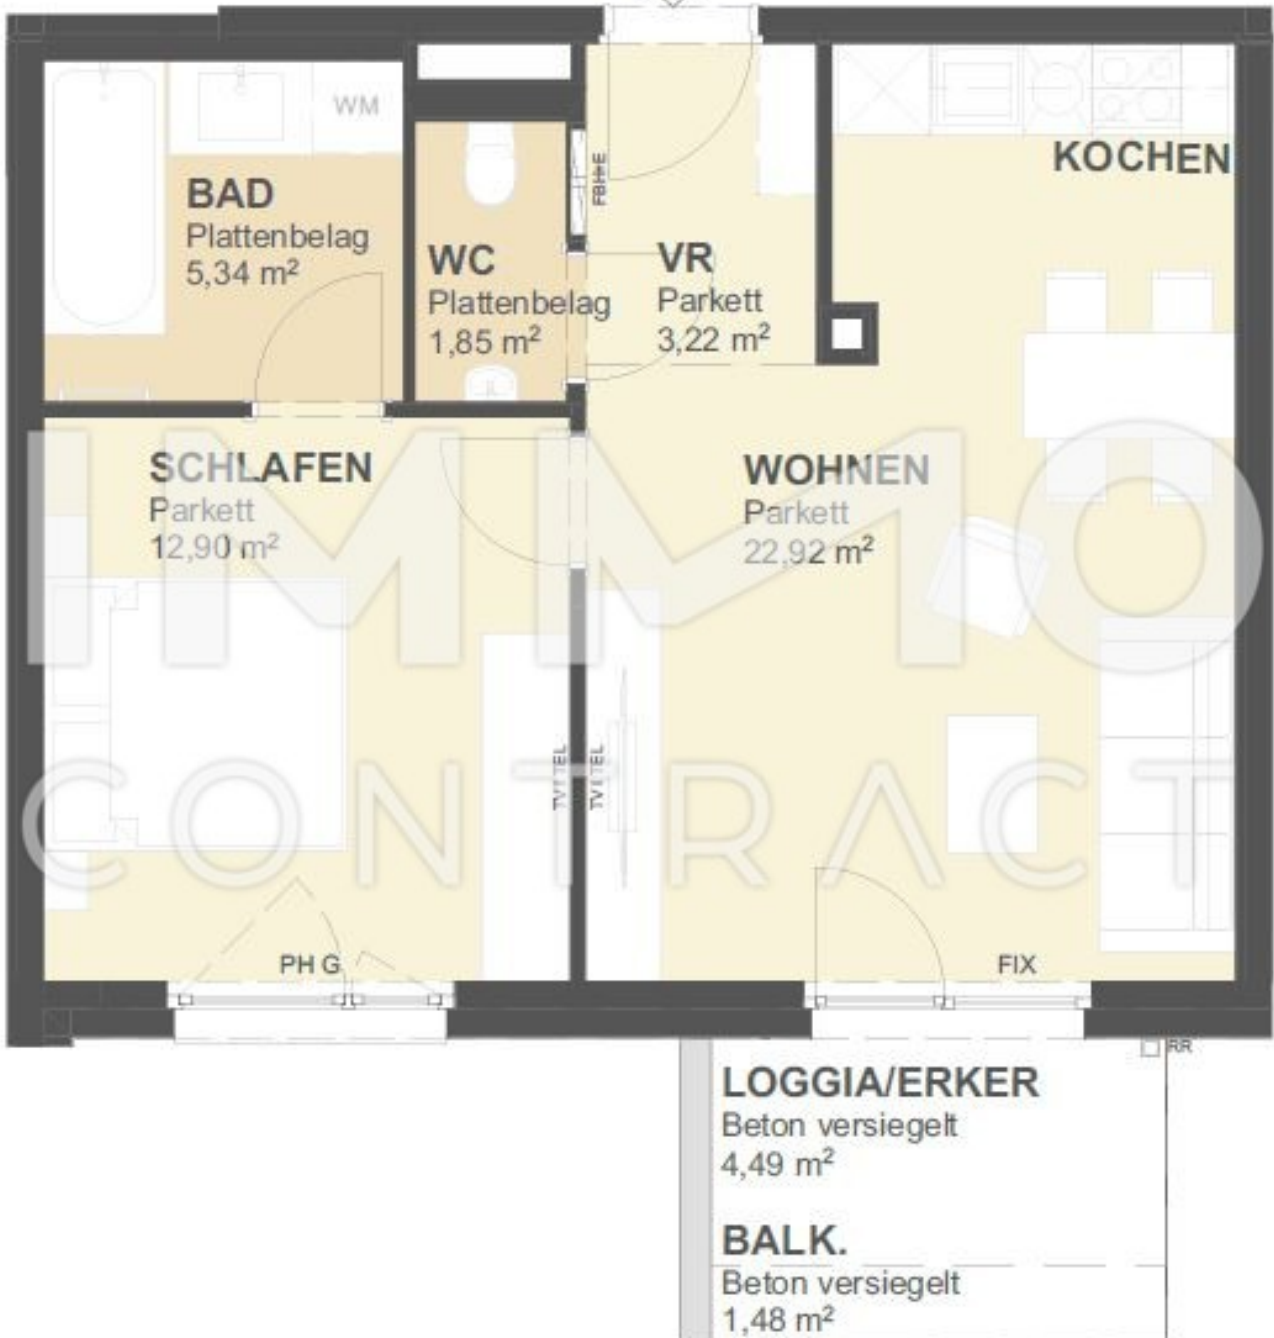 WM
BAD
Plattenbelag
5,34 m²
FBH+E
WC
Plattenbelag
1,85 m²
VR
Parkett
3,22 m²
KOCHEN
SCHLAFEN
Parkett
12,90 m²
WOHNEN
Parkett
22,92 m²
IMMO
CONTRACT
TV / TEL
TV / TEL
PH G
FIX
RR
LOGGIA/ERKER
Beton versiegelt
4,49 m²
BALK.
Beton versiegelt
1,48 m²